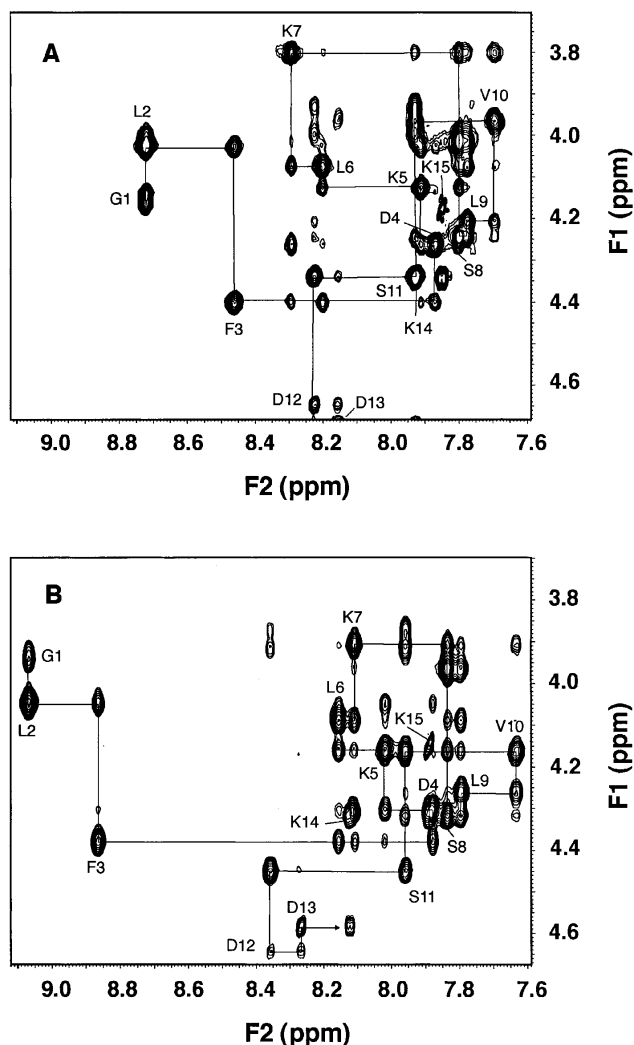 A
K7
3.8
L2
V10
4.0
G1
L6
K5
K15
L9
4.2
D4
S8
S11
F3
K14
4.4
D12
D13
4.6
F1 (ppm)
9.0 8.8 8.6 8.4 8.2 8.0 7.8 7.6
F2 (ppm)
B
3.8
K7
G1
4.0
L6
L2
K15
V10
K5
D4
L9
4.2
K14
S8
F3
4.4
S11
D13
D12
4.6
F1 (ppm)
9.0 8.8 8.6 8.4 8.2 8.0 7.8 7.6
F2 (ppm)